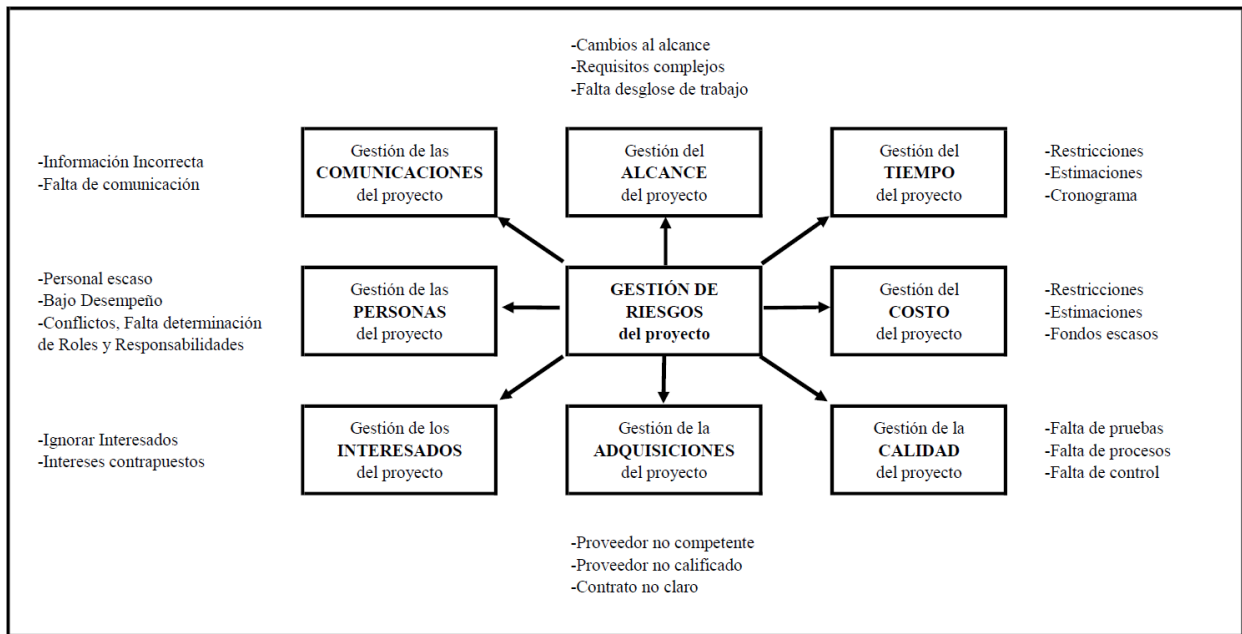 -Cambios al alcance
-Requisitos complejos
-Falta desglose de trabajo
-Información Incorrecta
-Falta de comunicación
Gestión de las
COMUNICACIONES
del proyecto
Gestión del
ALCANCE
del proyecto
Gestión del
TIEMPO
del proyecto
-Restricciones
-Estimaciones
-Cronograma
-Personal escaso
-Bajo Desempeño
-Conflictos, Falta determinación
de Roles y Responsabilidades
Gestión de las
PERSONAS
del proyecto
GESTIÓN DE
RIESGOS
del proyecto
Gestión del
COSTO
del proyecto
-Restricciones
-Estimaciones
-Fondos escasos
-Ignorar Interesados
-Intereses contrapuestos
Gestión de los
INTERESADOS
del proyecto
Gestión de la
ADQUISICIONES
del proyecto
Gestión de la
CALIDAD
del proyecto
-Falta de pruebas
-Falta de procesos
-Falta de control
-Proveedor no competente
-Proveedor no calificado
-Contrato no claro